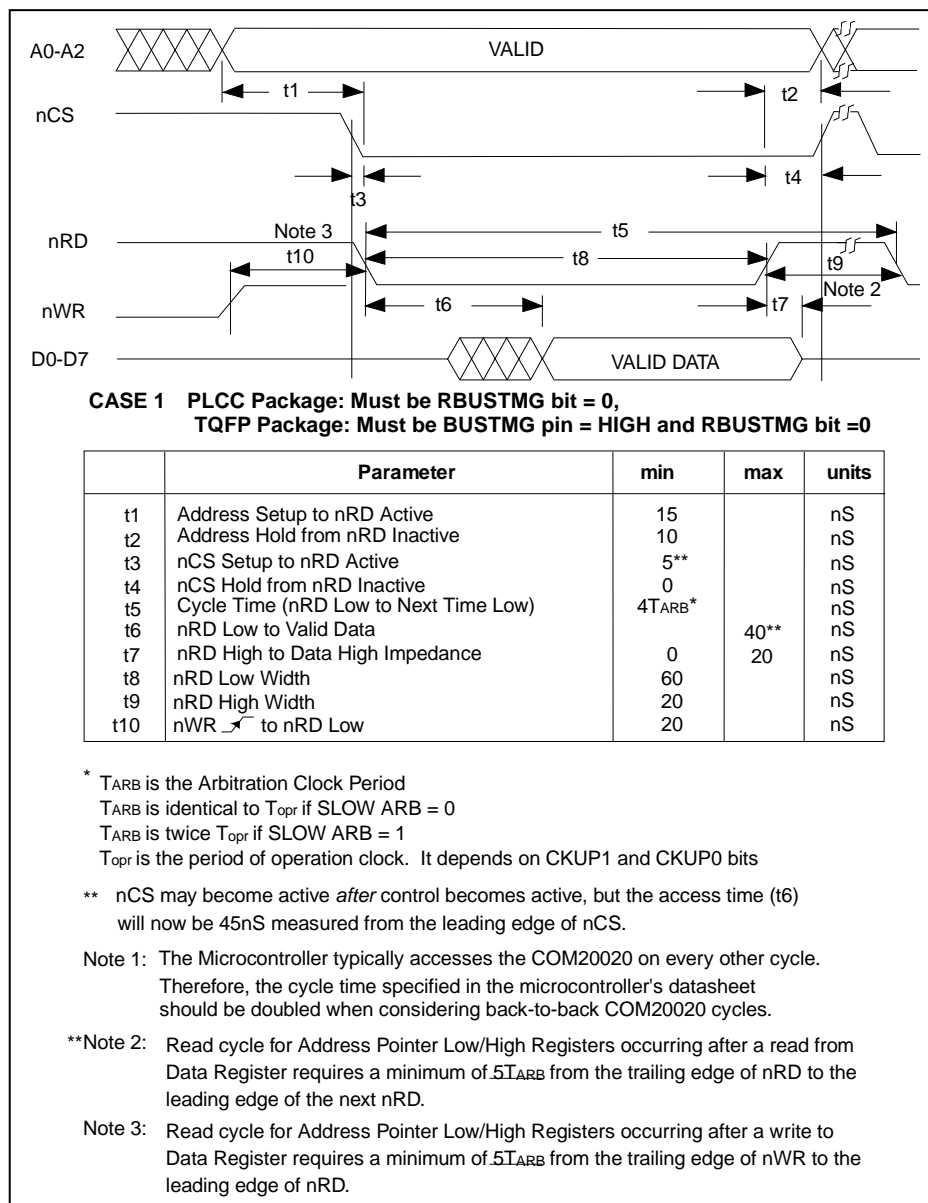 A0-A2
VALID
t1
t2
nCS
t3
t4
nRD
Note 3
t5
t10
t8
t9
nWR
t6
t7
Note 2
D0-D7
VALID DATA
CASE 1 PLCC Package: Must be RBUSTMG bit = 0,
TQFP Package: Must be BUSTMG pin = HIGH and RBUSTMG bit =0
Parameter min max units
t1 Address Setup to nRD Active 15 nS
t2 Address Hold from nRD Inactive 10 nS
t3 nCS Setup to nRD Active 5** nS
t4 nCS Hold from nRD Inactive 0 nS
t5 Cycle Time (nRD Low to Next Time Low) 4TARB* nS
t6 nRD Low to Valid Data 40** nS
t7 nRD High to Data High Impedance 0 20 nS
t8 nRD Low Width 60 nS
t9 nRD High Width 20 nS
t10 nWR to nRD Low 20 nS
* TARB is the Arbitration Clock Period
TARB is identical to Topr if SLOW ARB = 0
TARB is twice Topr if SLOW ARB = 1
Topr is the period of operation clock. It depends on CKUP1 and CKUP0 bits
** nCS may become active after control becomes active, but the access time (t6)
will now be 45nS measured from the leading edge of nCS.
Note 1: The Microcontroller typically accesses the COM20020 on every other cycle.
Therefore, the cycle time specified in the microcontroller's datasheet
should be doubled when considering back-to-back COM20020 cycles.
**Note 2: Read cycle for Address Pointer Low/High Registers occurring after a read from
Data Register requires a minimum of 5TARB from the trailing edge of nRD to the
leading edge of the next nRD.
Note 3: Read cycle for Address Pointer Low/High Registers occurring after a write to
Data Register requires a minimum of 5TARB from the trailing edge of nWR to the
leading edge of nRD.